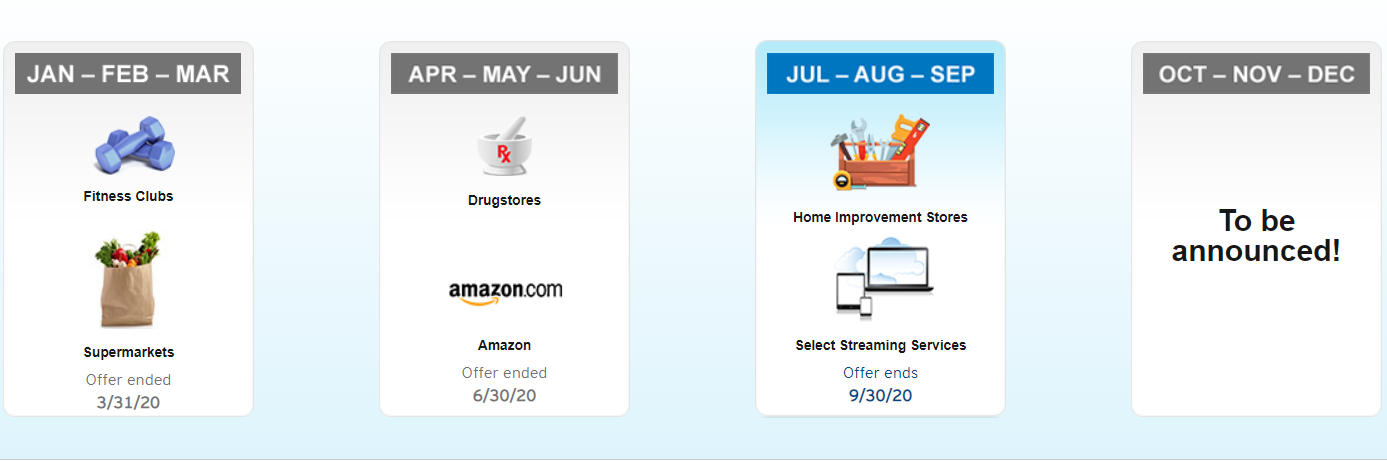 JAN – FEB – MAR
Fitness Clubs
Supermarkets
Offer ended
3/31/20
APR – MAY – JUN
Rx
Drugstores
amazon.com
Amazon
Offer ended
6/30/20
JUL – AUG – SEP
Home Improvement Stores
Select Streaming Services
Offer ends
9/30/20
OCT – NOV – DEC
To be
announced!